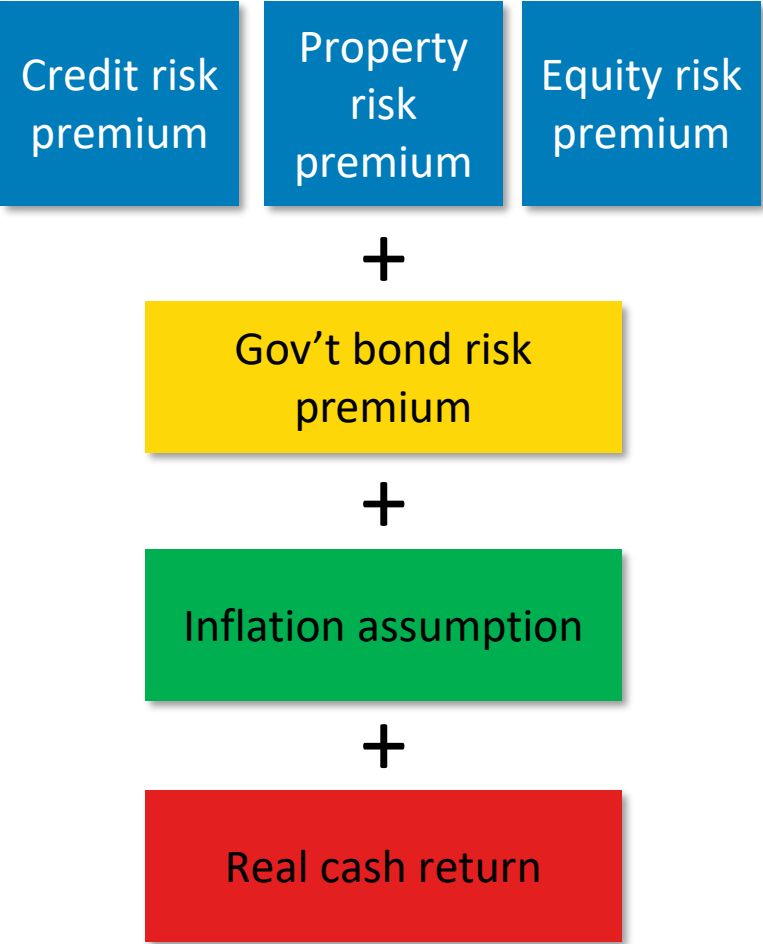 Credit risk
premium
Property
risk
premium
Equity risk
premium
+
Gov’t bond risk
premium
+
Inflation assumption
+
Real cash return